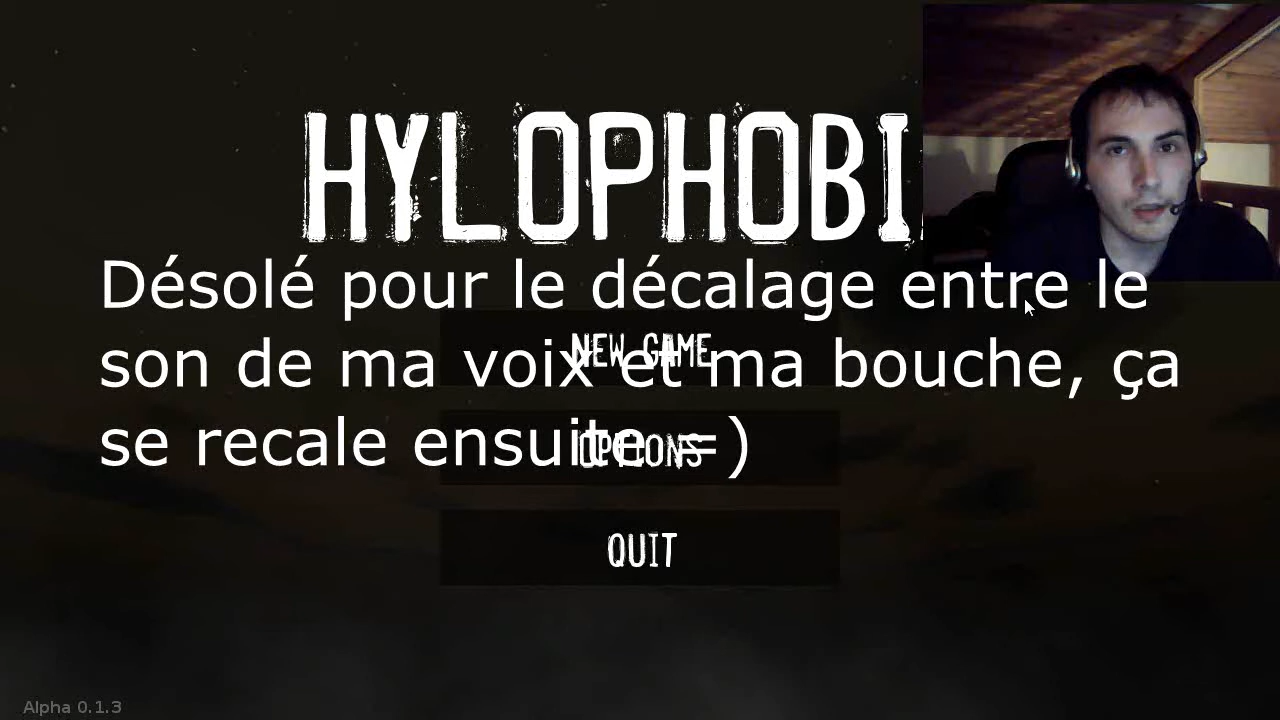 HYLOPHOBI
Désolé pour le décalage entre le
NEW GAME
son de ma voix et ma bouche, ça
se recale ensuite =)
OPTIONS
QUIT
Alpha 0.1.3